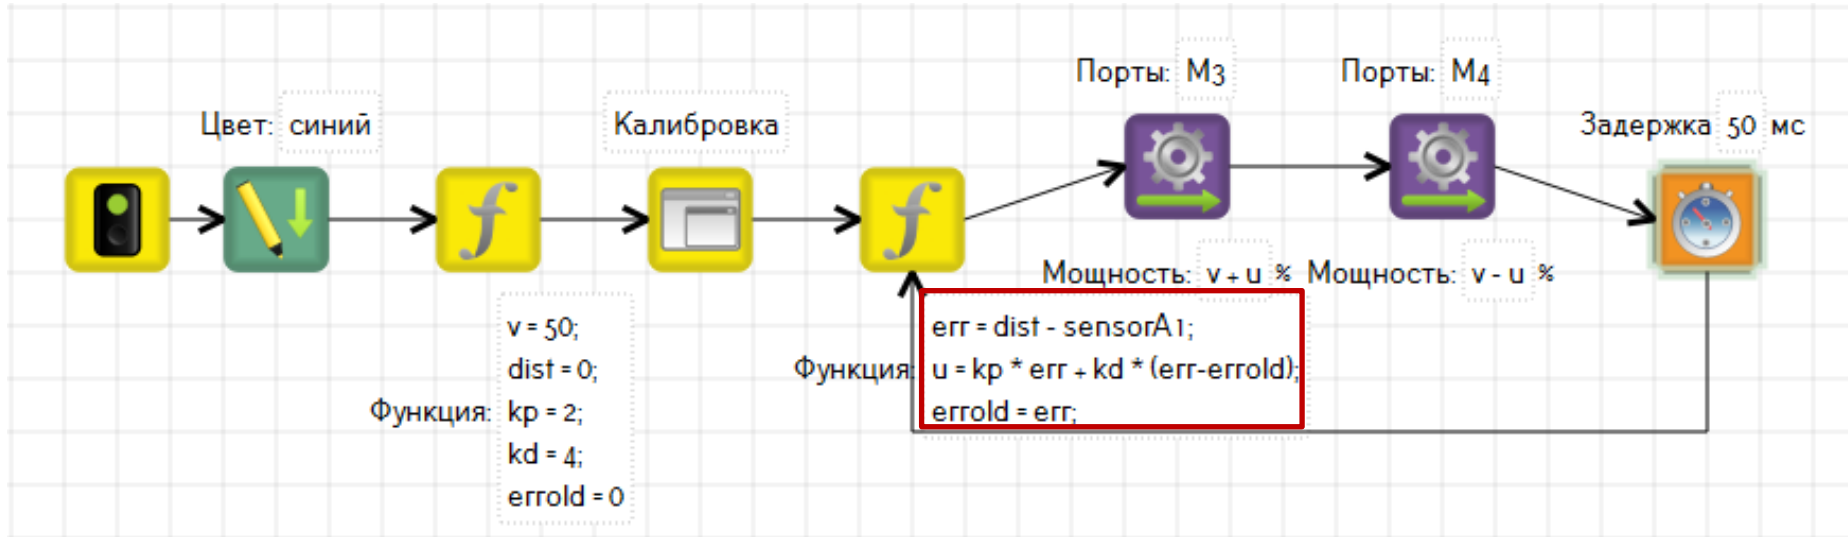 Цвет: синий
Калибровка
Порты: M3
Порты: M4
Задержка 50 мс
Функция:
v = 50;
dist = 0;
kp = 2;
kd = 4;
errold = 0
Функция:
err = dist - sensorA1;
u = kp * err + kd * (err-errold);
errold = err;
Мощность: v + u %
Мощность: v - u %